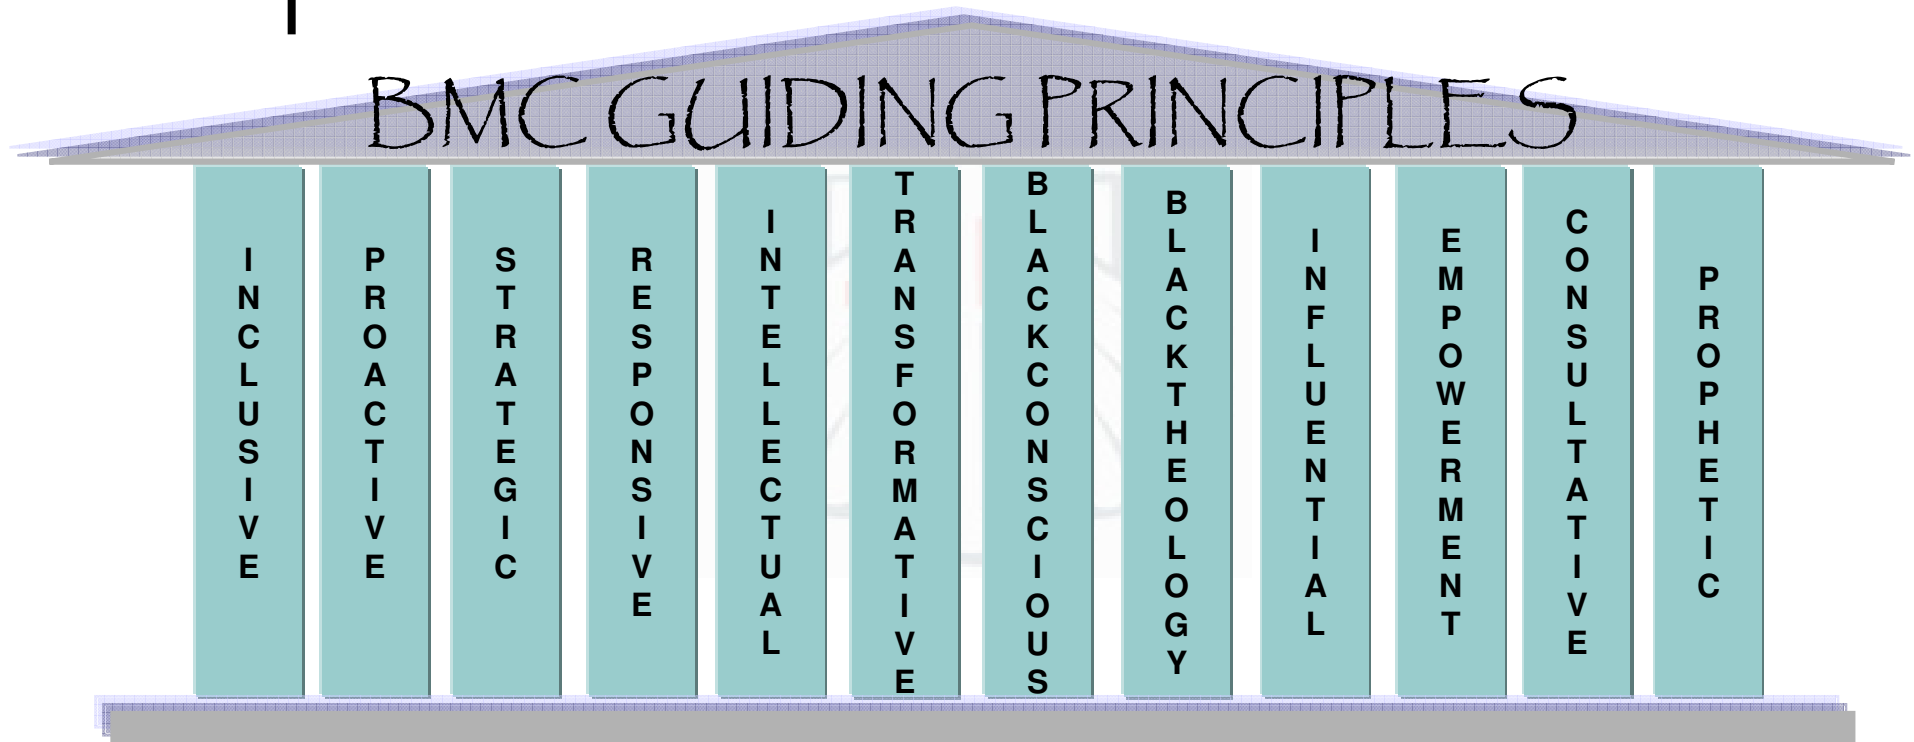 BMC GUIDING PRINCIPLES
INCLUSIVE
PROACTIVE
STRATEGIC
RESPONSIVE
INTELLECTUAL
TRANSFORMATIVE
BLACKCONSCIOUS
BLACKTHEOLOGY
INFLUENTIAL
EMPOWERMENT
CONSULTATIVE
PROPHETIC